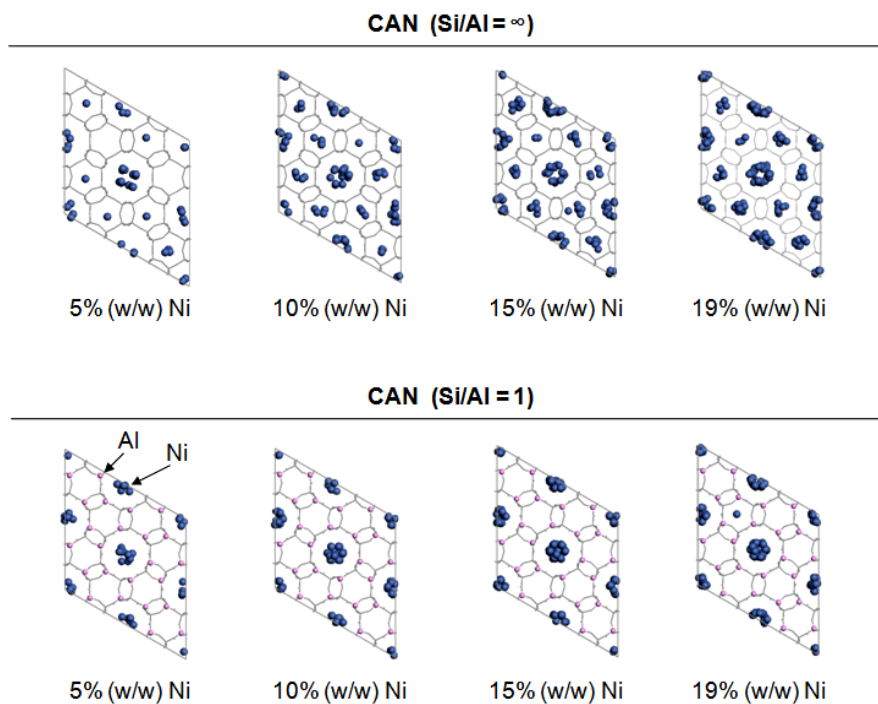 CAN (Si/Al = ∞)
5% (w/w) Ni
10% (w/w) Ni
15% (w/w) Ni
19% (w/w) Ni
CAN (Si/Al = 1)
Al
Ni
5% (w/w) Ni
10% (w/w) Ni
15% (w/w) Ni
19% (w/w) Ni